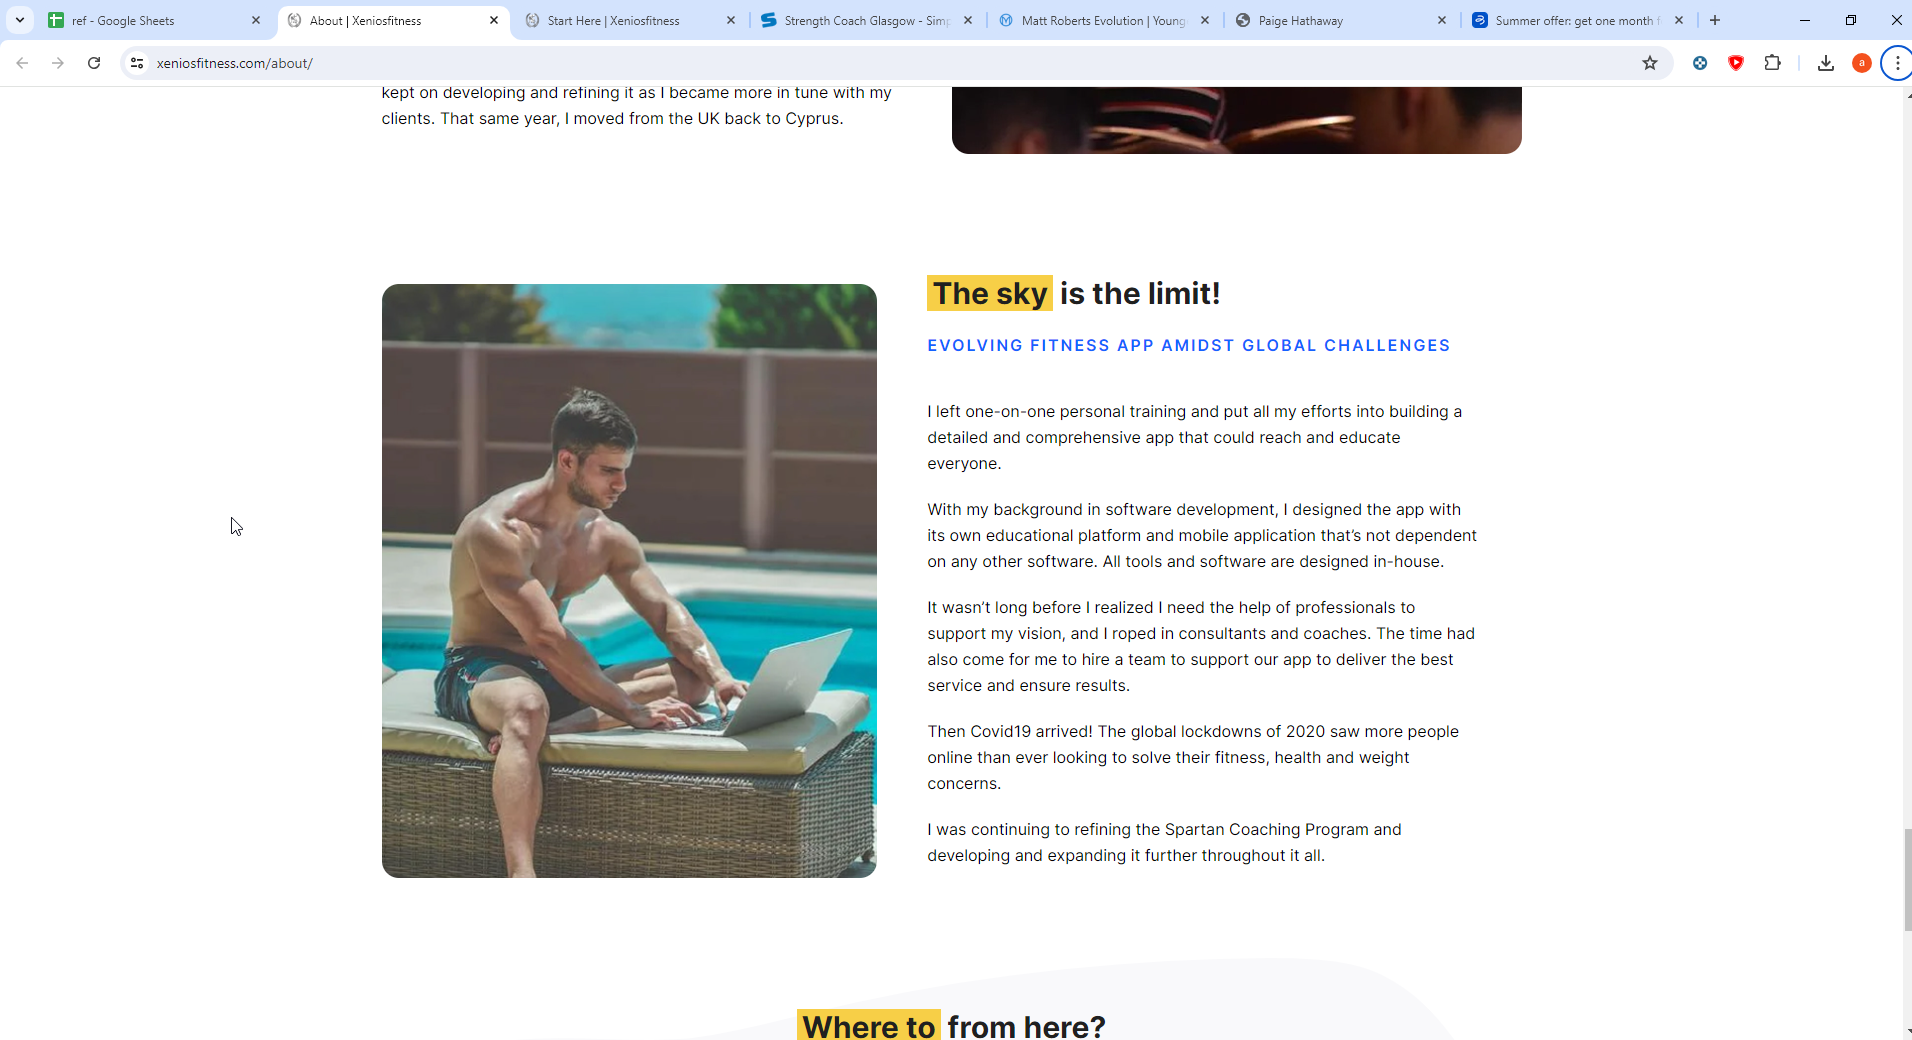 ref - Google Sheets
About | Xeniosfitness
Start Here | Xeniosfitness
Strength Coach Glasgow - Simp
Matt Roberts Evolution | Young
Paige Hathaway
Summer offer: get one month f
xeniosfitness.com/about/
a
kept on developing and refining it as I became more in tune with my
clients. That same year, I moved from the UK back to Cyprus.
The sky is the limit!
EVOLVING FITNESS APP AMIDST GLOBAL CHALLENGES
I left one-on-one personal training and put all my efforts into building a
detailed and comprehensive app that could reach and educate
everyone.
With my background in software development, I designed the app with
its own educational platform and mobile application that’s not dependent
on any other software. All tools and software are designed in-house.
It wasn’t long before I realized I need the help of professionals to
support my vision, and I roped in consultants and coaches. The time had
also come for me to hire a team to support our app to deliver the best
service and ensure results.
Then Covid19 arrived! The global lockdowns of 2020 saw more people
online than ever looking to solve their fitness, health and weight
concerns.
I was continuing to refining the Spartan Coaching Program and
developing and expanding it further throughout it all.
Where to from here?